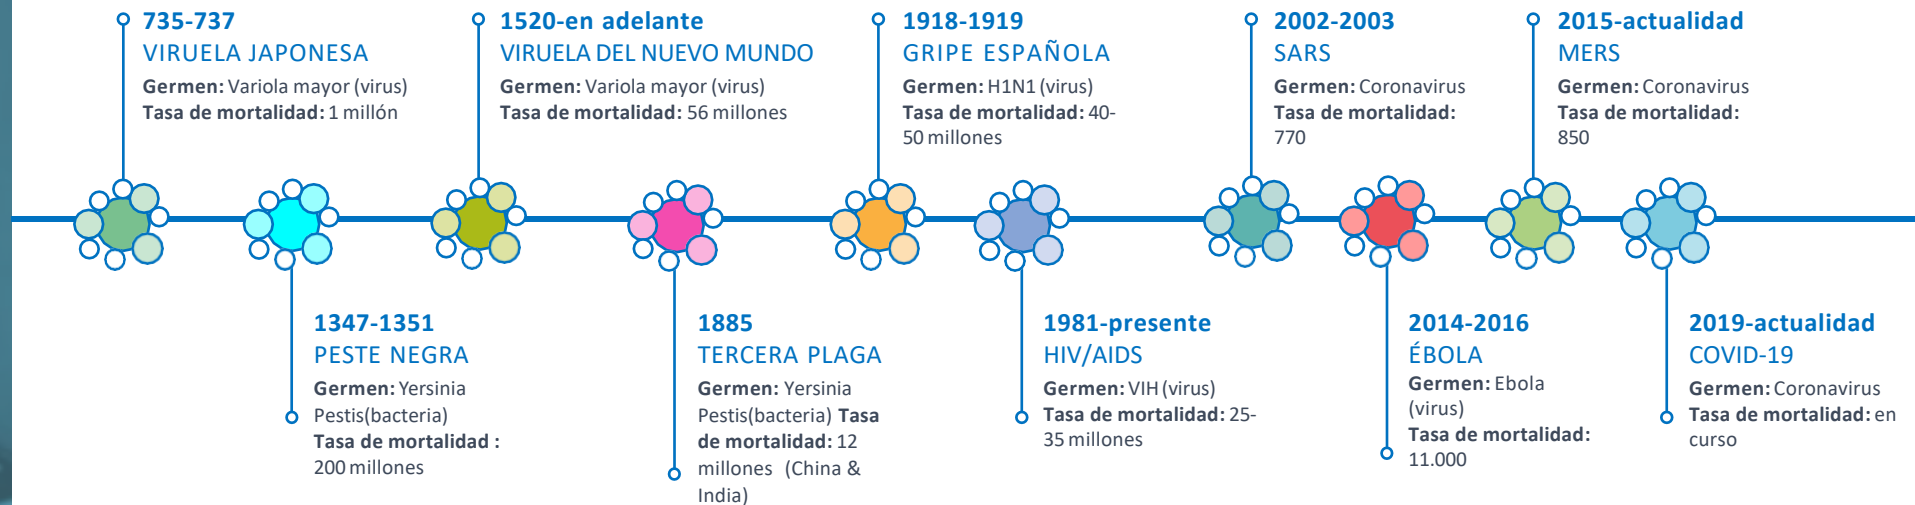 735-737
VIRUELA JAPONESA
Germen: Variola mayor (virus)
Tasa de mortalidad: 1 millón
1520-en adelante
VIRUELA DEL NUEVO MUNDO
Germen: Variola mayor (virus)
Tasa de mortalidad: 56 millones
1918-1919
GRIPE ESPAÑOLA
Germen: H1N1 (virus)
Tasa de mortalidad: 40-
50 millones
2002-2003
SARS
Germen: Coronavirus
Tasa de mortalidad:
770
2015-actualidad
MERS
Germen: Coronavirus
Tasa de mortalidad:
850
1347-1351
PESTE NEGRA
Germen: Yersinia
Pestis(bacteria)
Tasa de mortalidad :
200 millones
1885
TERCERA PLAGA
Germen: Yersinia
Pestis(bacteria) Tasa
de mortalidad: 12
millones (China &
India)
1981-presente
HIV/AIDS
Germen: VIH (virus)
Tasa de mortalidad: 25-
35 millones
2014-2016
ÉBOLA
Germen: Ebola
(virus)
Tasa de mortalidad:
11.000
2019-actualidad
COVID-19
Germen: Coronavirus
Tasa de mortalidad: en
curso